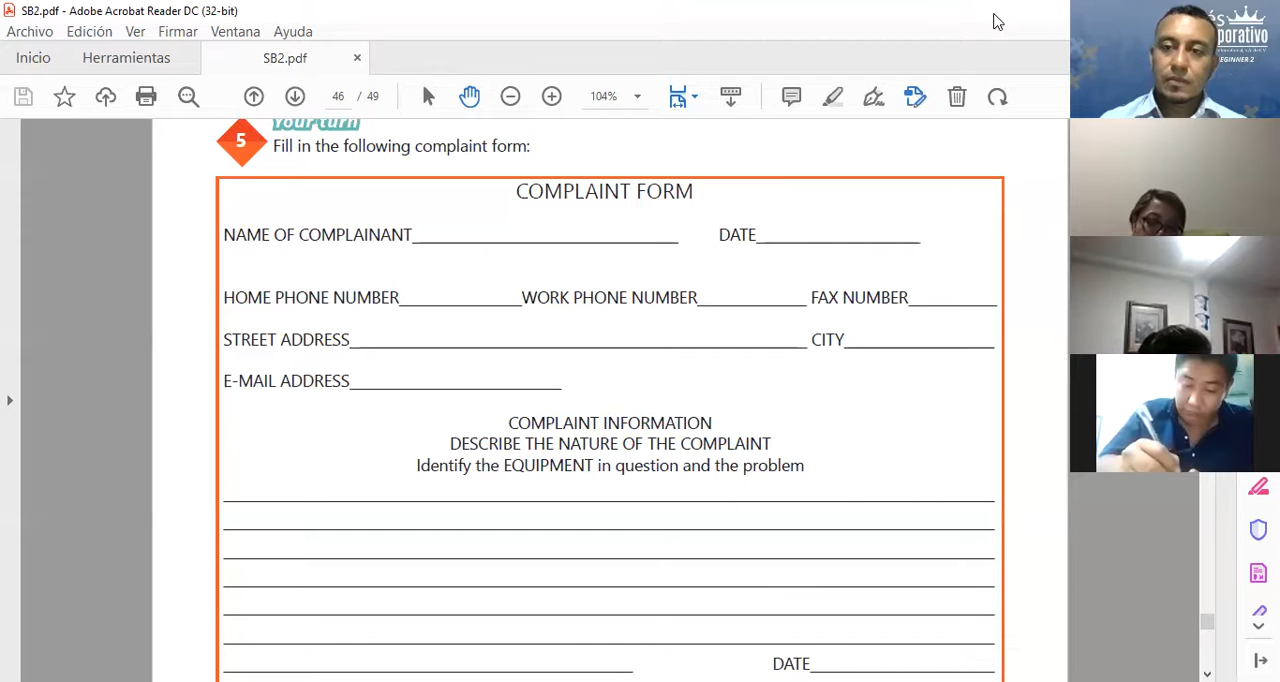 SB2.pdf - Adobe Acrobat Reader DC (32-bit)
Archivo Edición Ver Firmar Ventana Ayuda
Inicio Herramientas SB2.pdf ×
46 / 49 104%
Your turn
5 Fill in the following complaint form:
COMPLAINT FORM
NAME OF COMPLAINANT DATE
HOME PHONE NUMBER WORK PHONE NUMBER FAX NUMBER
STREET ADDRESS CITY
E-MAIL ADDRESS
COMPLAINT INFORMATION
DESCRIBE THE NATURE OF THE COMPLAINT
Identify the EQUIPMENT in question and the problem
DATE